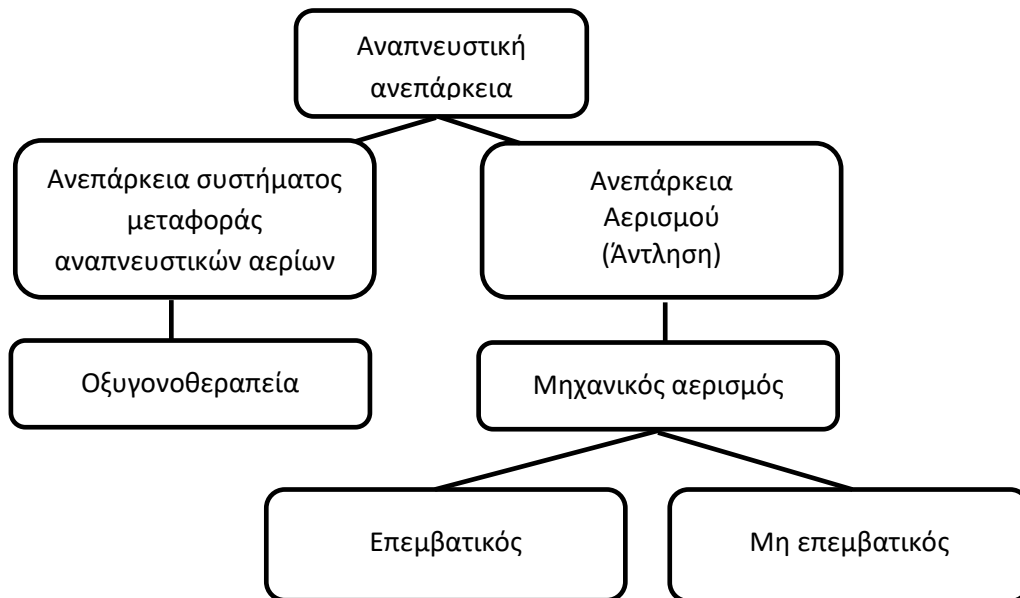 Αναπνευστική
ανεπάρκεια
Ανεπάρκεια συστήματος
μεταφοράς
αναπνευστικών αερίων
Ανεπάρκεια
Αερισμού
(Άντληση)
Οξυγονοθεραπεία
Μηχανικός αερισμός
Επεμβατικός
Μη επεμβατικός